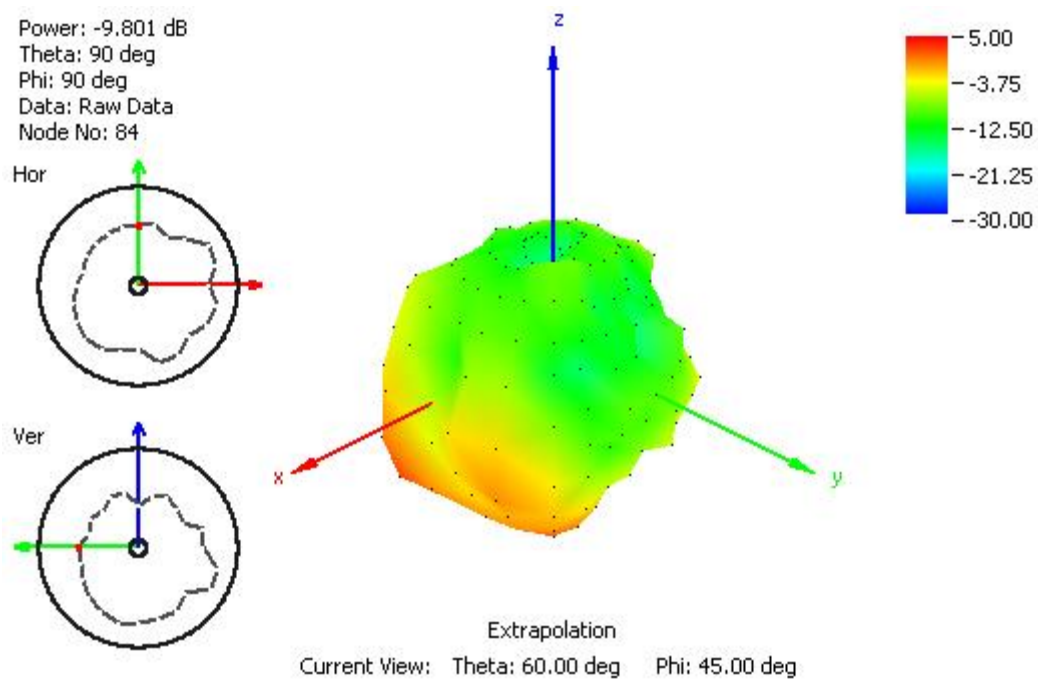 Power: -9.801 dB
Theta: 90 deg
Phi: 90 deg
Data: Raw Data
Node No: 84
Hor
Ver
z
x
y
5.00
-3.75
-12.50
-21.25
-30.00
Extrapolation
Current View: Theta: 60.00 deg Phi: 45.00 deg